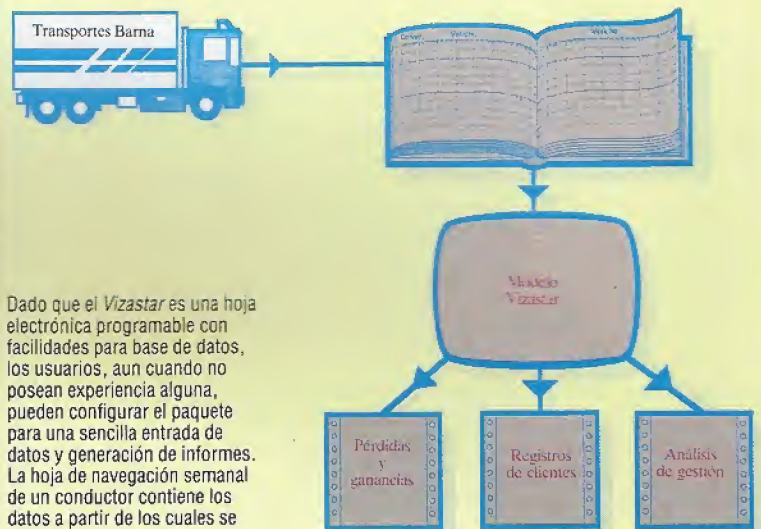 Transportes Barna
Modelo
Vizastar
Dado que el Vizastar es una hoja
electrónica programable con
facilidades para base de datos,
los usuarios, aun cuando no
posean experiencia alguna,
pueden configurar el paquete
para una sencilla entrada de
datos y generación de informes.
La hoja de navegación semanal
de un conductor contiene los
datos a partir de los cuales se
Pérdidas
y
ganancias
Registros
de clientes
Análisis
de gestión